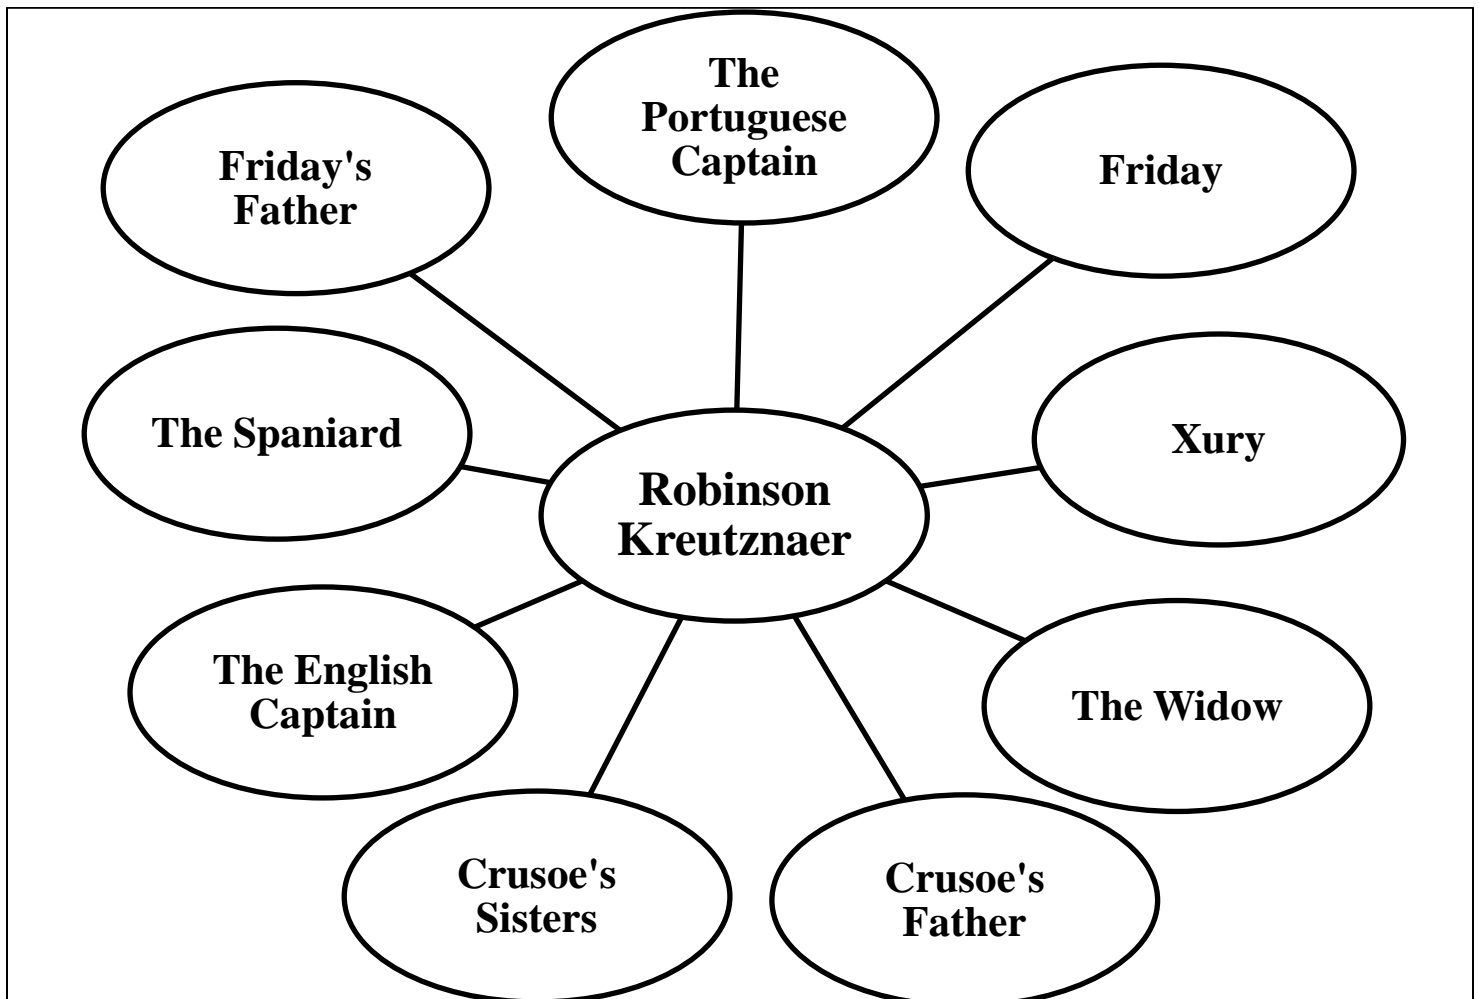 The
Portuguese
Captain
Friday's
Father
Friday
The Spaniard
Xury
Robinson
Kreutznaer
The English
Captain
The Widow
Crusoe's
Sisters
Crusoe's
Father